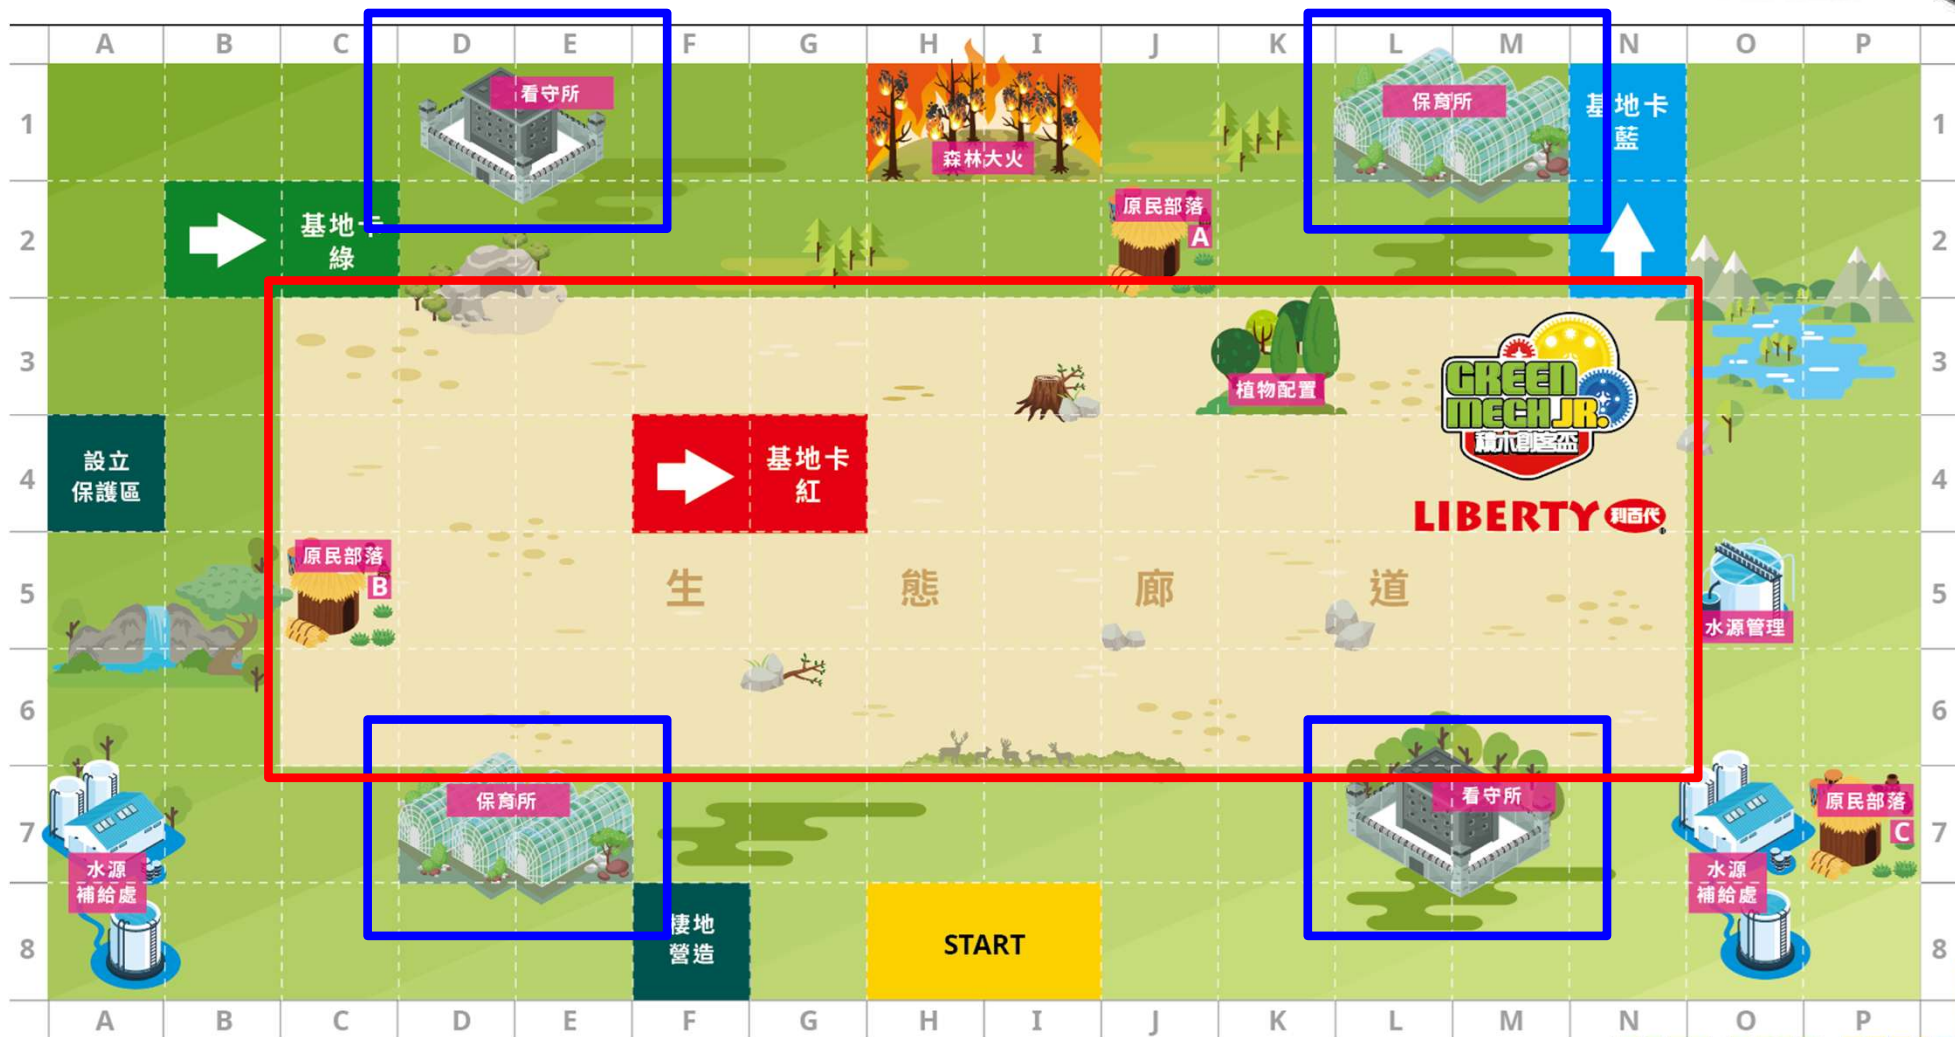 A B C D E F G H I J K L M N O P
1
看守所
森林大火
保育所
基地卡
藍
1
2
基地卡
綠
原民部落
A
2
3
植物配置
GREEN
MECH JR.
積木創客盃
3
4
設立
保護區
基地卡
紅
LIBERTY 利百代
4
5
原民部落
B
生 態 廊 道
水源管理
5
6
6
7
水源
補給處
保育所
看守所
水源
補給處
原民部落
C
7
8
棲地
營造
START
8
A B C D E F G H I J K L M N O P